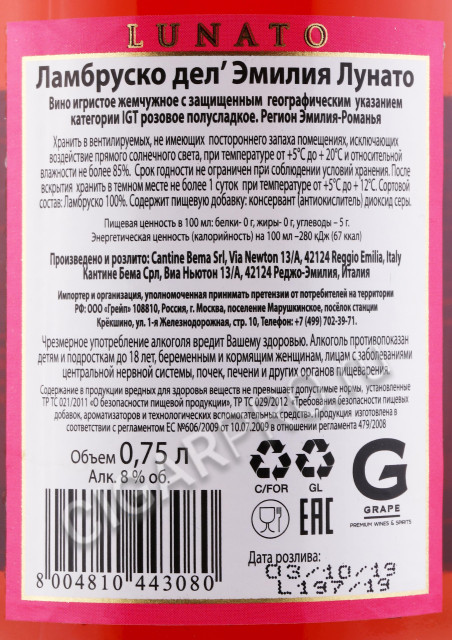 LUNATO
Ламбруско дел’ Эмилия Лунато
Вино игристое жемчужное с защищенным географическим указанием
категории IGT розовое полусладкое. Регион Эмилия-Романья
Хранить в вентилируемых, не имеющих постороннего запаха помещениях, исключающих
воздействие прямого солнечного света, при температуре от +5°C до + 20°C и относительной
влажности не более 85%. Срок годности не ограничен при соблюдении условий хранения. После
вскрытия хранить в темном месте не более 1 суток при температуре от +5°C до + 12°C. Сортовой
состав: Ламбруско 100%. Содержит пищевую добавку: консервант (антиокислитель) диоксид серы.
Пищевая ценность в 100 мл: белки- 0 г, жиры- 0 г, углеводы – 5 г.
Энергетическая ценность (калорийность) на 100 мл –280 кДж (67 ккал)
Произведено и розлито: Cantine Bema Srl, Via Newton 13/A, 42124 Reggio Emilia, Italy
Кантине Бема Срл, Виа Ньютон 13/А, 42124 Реджо-Эмилия, Италия
Импортер и организация, уполномоченная принимать претензии от потребителей на территории
РФ: ООО «Грейп» 108810, Россия, г. Москва, поселение Марушкинское, посёлок станции
Крёкшино, ул. 1-я Железнодорожная, стр. 10, Телефон: +7 (499) 702-39-71.
Чрезмерное употребление алкоголя вредит Вашему здоровью. Алкоголь противопоказан
детям и подросткам до 18 лет, беременным и кормящим женщинам, лицам с заболеваниями
центральной нервной системы, почек, печени и других органов пищеварения.
Содержание в продукции вредных для здоровья веществ не превышает допустимые нормы, установленные
ТР ТС 021/2011 «О безопасности пищевой продукции», ТР ТС 029/2012 «Требования безопасности пищевых
добавок, ароматизаторов и технологических вспомогательных средств». Продукция изготовлена в
соответствии с регламентом ЕС №606/2009 от 10.07.2009 в отношении регламента 479/2008
Объем 0,75 л
Алк. 8 % об.
C/FOR GL
EAC
G
GRAPE
PREMIUM WINES & SPIRITS
Дата розлива:
03/10/19
L197/19
8 004810 443080